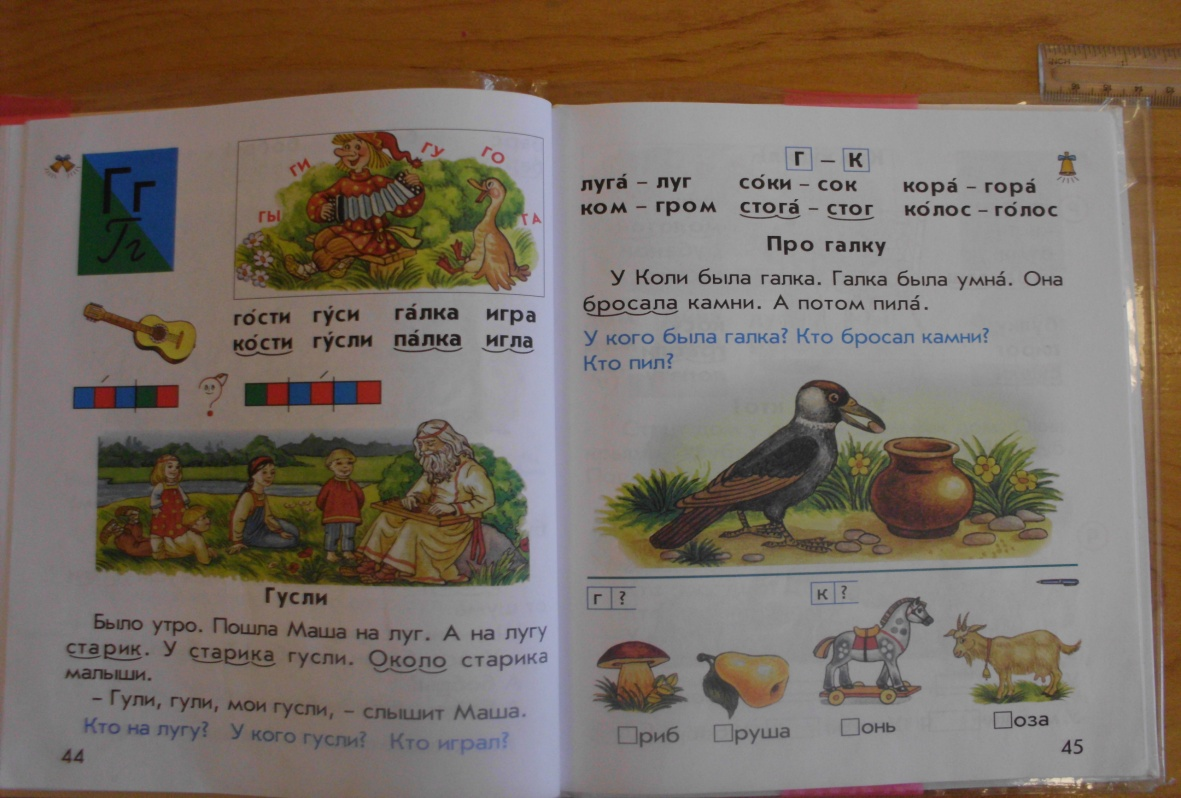 Гг
Гг
ГЫ ГИ ГУ ГО ГА
го́сти гу́си га́лка игра
ко́сти гу́сли па́лка игла
Гусли
Было утро. Пошла Маша на луг. А на лугу
старик. У старика гусли. Около старика
малыши.
– Гули, гули, мои гусли, – слышит Маша.
Кто на лугу? У кого гусли? Кто играл?
44
Г – К
луга́ – луг со́ки – сок кора́ – гора́
ком – гром стога́ – стог ко́лос – го́лос
Про галку
У Коли была галка. Галка была умна́. Она
бросала камни. А потом пила́.
У кого была галка? Кто бросал камни?
Кто пил?
г ? к ?
□риб □руша □онь □оза
45